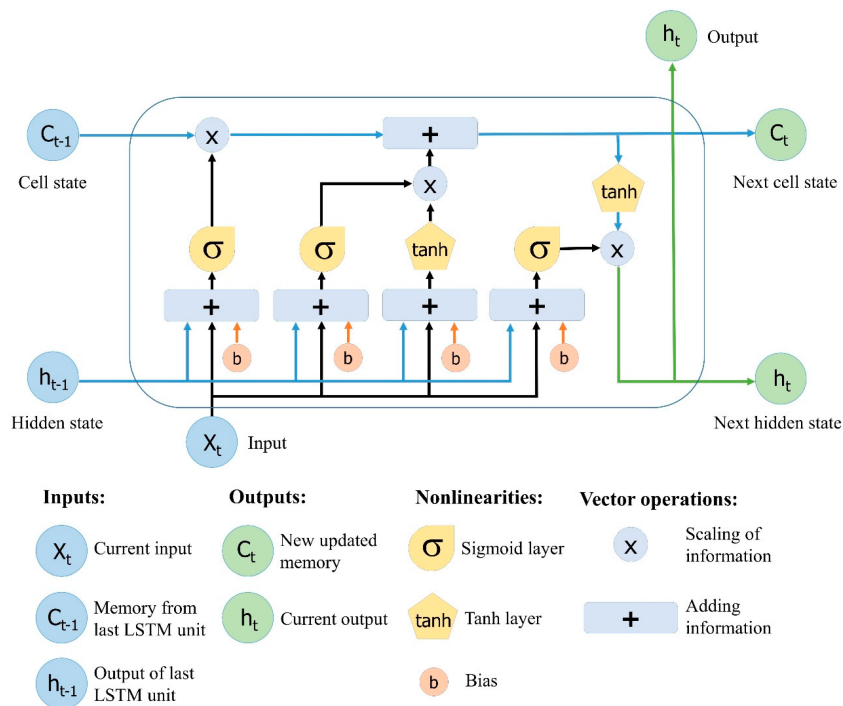 hₜ
Output
Cₜ₋₁
x
+
Cₜ
Cell state
x
tanh
Next cell state
σ
σ
tanh
σ
x
+
+
+
+
b
b
b
b
hₜ₋₁
hₜ
Hidden state
Next hidden state
Xₜ
Input
Inputs:
Outputs:
Nonlinearities:
Vector operations:
Xₜ
Current input
Cₜ
New updated
memory
σ
Sigmoid layer
x
Scaling of
information
Cₜ₋₁
Memory from
last LSTM unit
hₜ
Current output
tanh
Tanh layer
+
Adding
information
hₜ₋₁
Output of last
LSTM unit
b
Bias